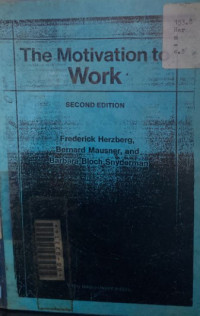 The Motivation to
Work
SECOND EDITION
Frederick Herzberg,
Bernard Mausner, and
Barbara Bloch Snyderman